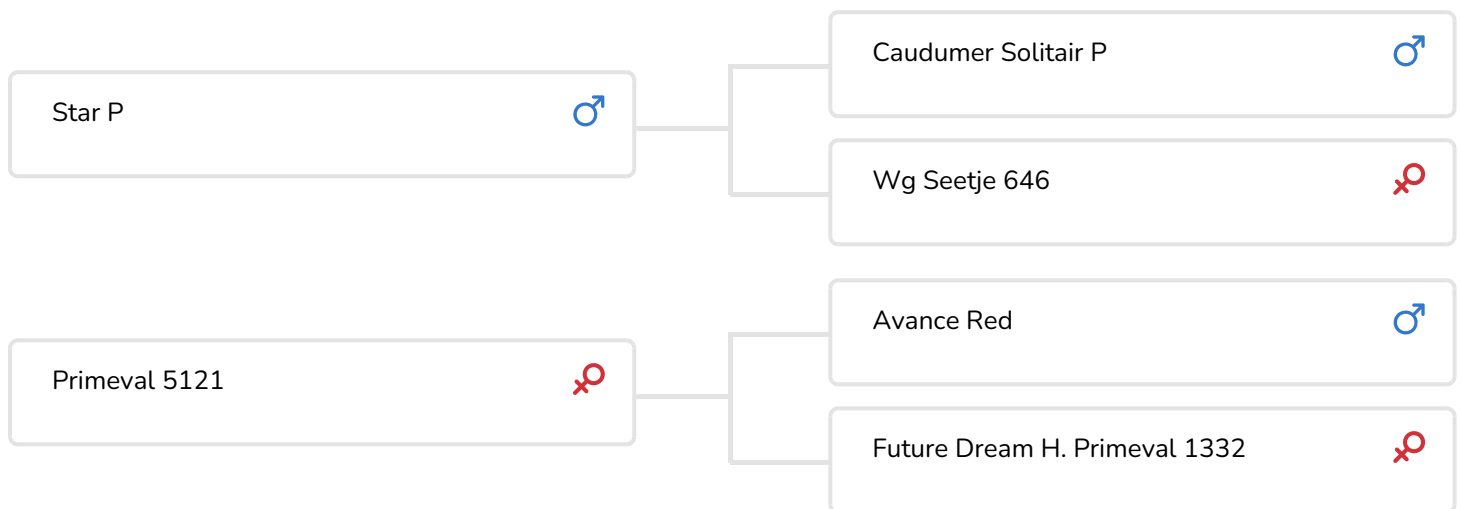 Star P
Caudumer Solitair P
Wg Seetje 646
Primeval 5121
Avance Red
Future Dream H. Primeval 1332